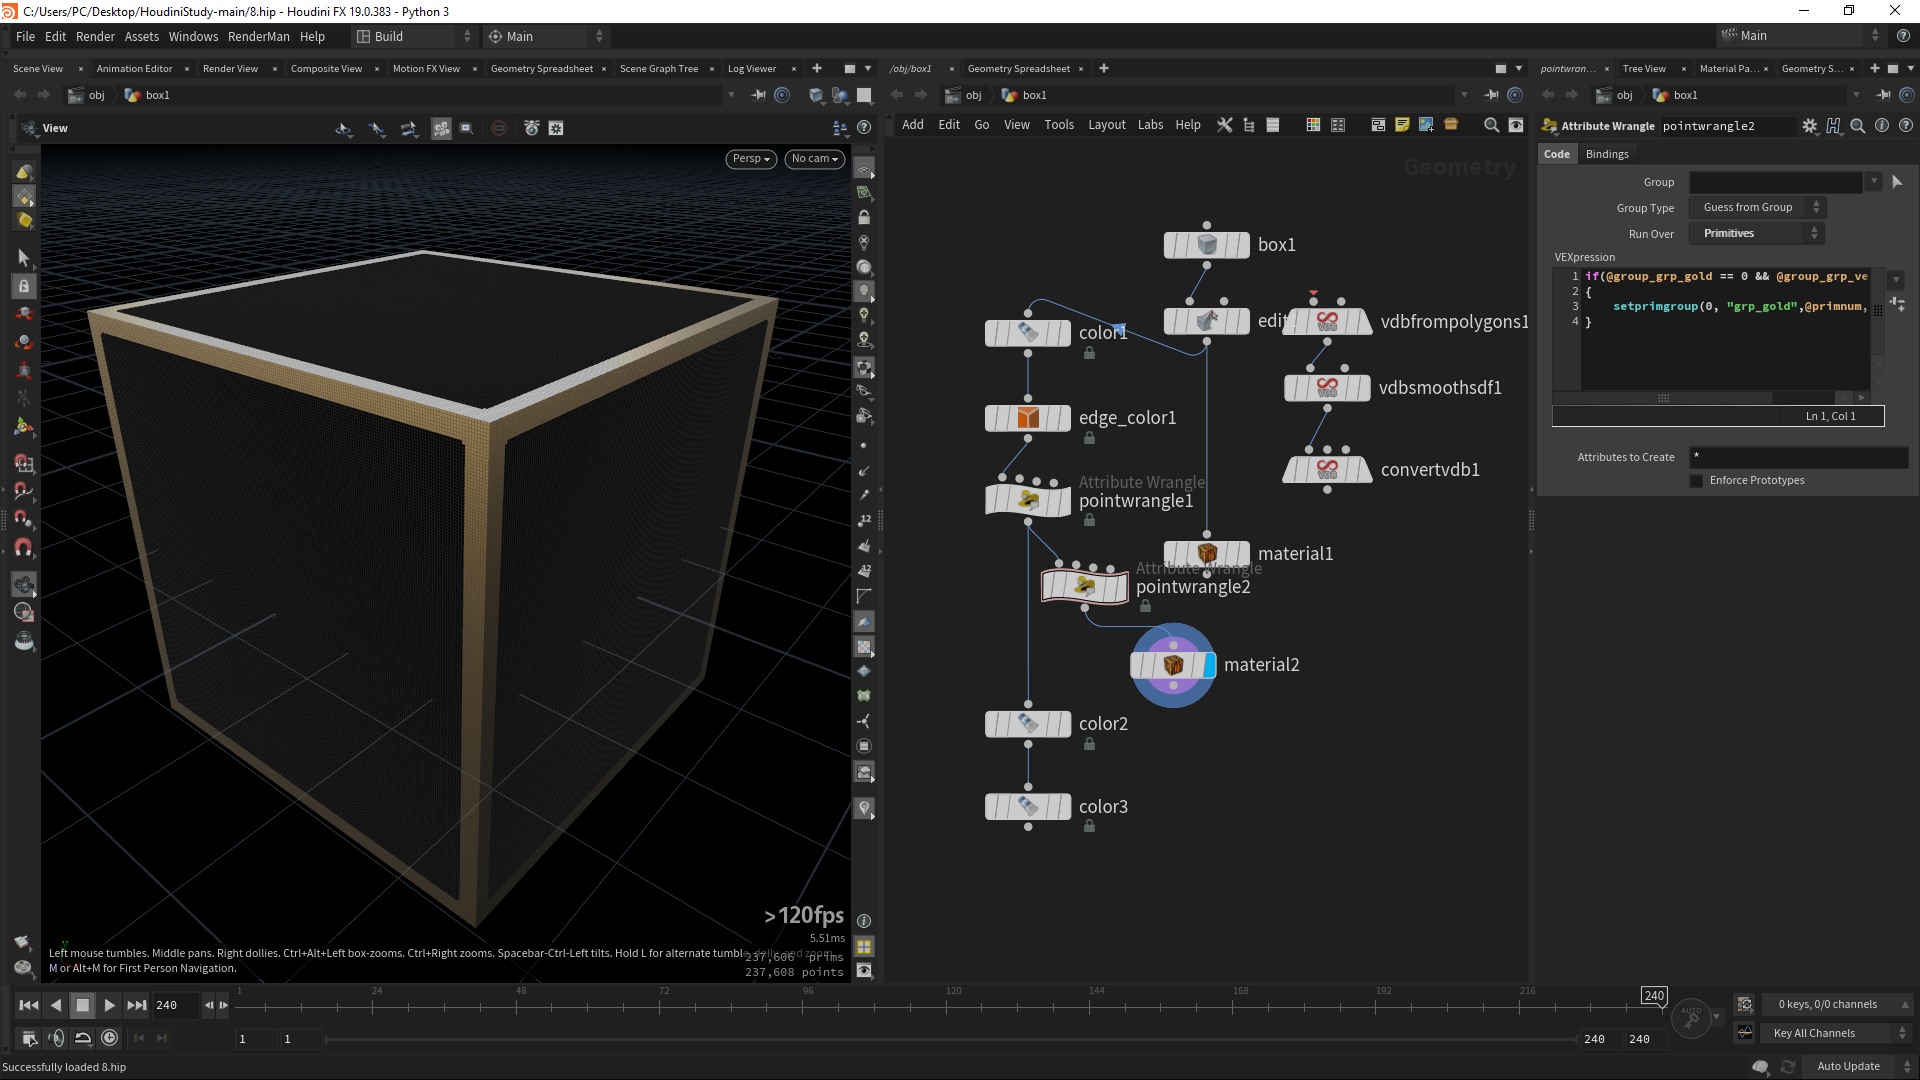 C:/Users/PC/Desktop/HoudiniStudy-main/8.hip - Houdini FX 19.0.383 - Python 3
File Edit Render Assets Windows RenderMan Help Build Main Main
Scene View Animation Editor Render View Composite View Motion FX View Geometry Spreadsheet Scene Graph Tree Log Viewer
/obj/box1 Geometry Spreadsheet
pointwran... Tree View Material Pa... Geometry S...
obj box1
obj box1
obj box1
View
Persp No cam
Add Edit Go View Tools Layout Labs Help
Attribute Wrangle pointwrangle2
Code Bindings
Geometry
Group
Group Type Guess from Group
Run Over Primitives
VEXpression
1 if(@group_grp_gold == 0 && @group_grp_ve
2 {
3 setprimgroup(0, "grp_gold",@primnum,
4 }
Ln 1, Col 1
Attributes to Create *
Enforce Prototypes
box1
edit
vdbfrompolygons1
color1
vdbsmoothsdf1
edge_color1
convertvdb1
Attribute Wrangle
pointwrangle1
material1
Attribute Wrangle
pointwrangle2
material2
color2
color3
12
12
>120fps
5.51ms
Left mouse tumbles. Middle pans. Right dollies. Ctrl+Alt+Left box-zooms. Ctrl+Right zooms. Spacebar-Ctrl-Left tilts. Hold L for alternate tumble, dolly, and zoom.
M or Alt+M for First Person Navigation.
237,606 prims
237,608 points
240 1 24 48 72 96 120 144 168 192 216 240
AUTO
0 keys, 0/0 channels
1 1 240 240
Key All Channels
Successfully loaded 8.hip
Auto Update